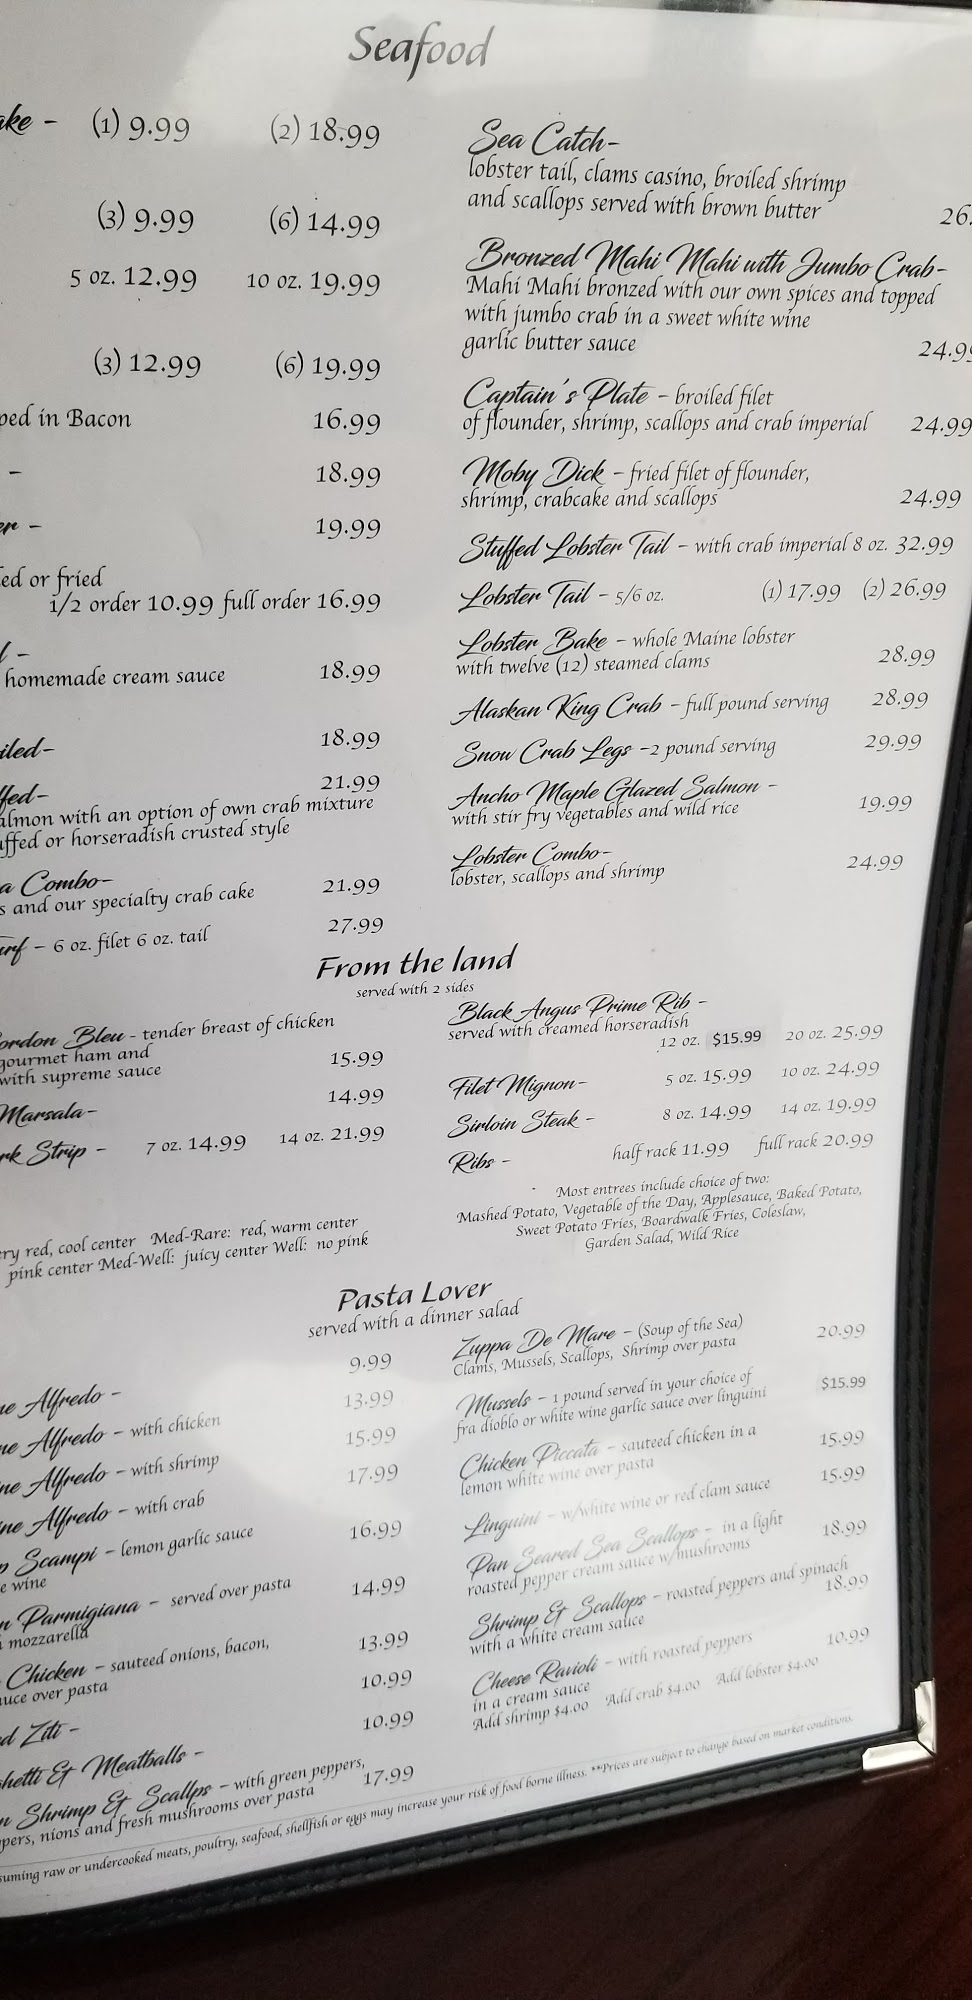 Seafood
ake - (1) 9.99 (2) 18.99
(3) 9.99 (6) 14.99
5 oz. 12.99 10 oz. 19.99
(3) 12.99 (6) 19.99
ped in Bacon 16.99
- 18.99
er - 19.99
ed or fried
1/2 order 10.99 full order 16.99
l -
homemade cream sauce 18.99
iled- 18.99
ffed- 21.99
almon with an option of own crab mixture
uffed or horseradish crusted style
a Combo-
s and our specialty crab cake 21.99
urf - 6 oz. filet 6 oz. tail 27.99
Sea Catch-
lobster tail, clams casino, broiled shrimp
and scallops served with brown butter 26.
Bronzed Mahi Mahi with Jumbo Crab-
Mahi Mahi bronzed with our own spices and topped
with jumbo crab in a sweet white wine
garlic butter sauce 24.99
Captain's Plate - broiled filet
of flounder, shrimp, scallops and crab imperial 24.99
Moby Dick - fried filet of flounder,
shrimp, crabcake and scallops 24.99
Stuffed Lobster Tail - with crab imperial 8 oz. 32.99
Lobster Tail - 5/6 oz. (1) 17.99 (2) 26.99
Lobster Bake - whole Maine lobster
with twelve (12) steamed clams 28.99
Alaskan King Crab - full pound serving 28.99
Snow Crab Legs -2 pound serving 29.99
Ancho Maple Glazed Salmon -
with stir fry vegetables and wild rice 19.99
Lobster Combo-
lobster, scallops and shrimp 24.99
From the land
served with 2 sides
ordon Bleu - tender breast of chicken
gourmet ham and
with supreme sauce 15.99
Marsala- 14.99
rk Strip - 7 oz. 14.99 14 oz. 21.99
ery red, cool center Med-Rare: red, warm center
pink center Med-Well: juicy center Well: no pink
Black Angus Prime Rib -
served with creamed horseradish
12 oz. $15.99 20 oz. 25.99
Filet Mignon- 5 oz. 15.99 10 oz. 24.99
Sirloin Steak - 8 oz. 14.99 14 oz. 19.99
Ribs - half rack 11.99 full rack 20.99
Most entrees include choice of two:
Mashed Potato, Vegetable of the Day, Applesauce, Baked Potato,
Sweet Potato Fries, Boardwalk Fries, Coleslaw,
Garden Salad, Wild Rice
Pasta Lover
served with a dinner salad
ne Alfredo - 9.99
ne Alfredo - with chicken 13.99
ine Alfredo - with shrimp 15.99
ine Alfredo - with crab 17.99
p Scampi - lemon garlic sauce
e wine 16.99
n Parmigiana - served over pasta
mozzarella 14.99
Chicken - sauteed onions, bacon,
auce over pasta 13.99
d Ziti - 10.99
hetti & Meatballs - 10.99
n Shrimp & Scallps - with green peppers,
pers, nions and fresh mushrooms over pasta 17.99
Zuppa De Mare - (Soup of the Sea)
Clams, Mussels, Scallops, Shrimp over pasta 20.99
Mussels - 1 pound served in your choice of
fra dioblo or white wine garlic sauce over linguini $15.99
Chicken Piccata - sauteed chicken in a
lemon white wine over pasta 15.99
Linguini - w/white wine or red clam sauce 15.99
Pan Seared Sea Scallops - in a light
roasted pepper cream sauce w/mushrooms 18.99
Shrimp & Scallops - roasted peppers and spinach
with a white cream sauce 18.99
Cheese Ravioli - with roasted peppers
in a cream sauce 10.99
Add shrimp $4.00 Add crab $4.00 Add lobster $4.00
suming raw or undercooked meats, poultry, seafood, shellfish or eggs may increase your risk of food borne illness. **Prices are subject to change based on market conditions.